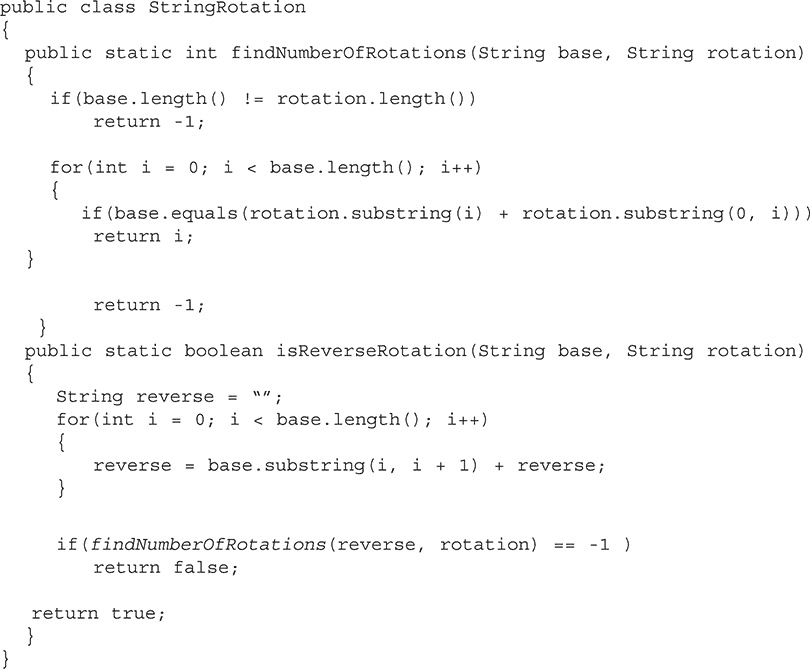 public class StringRotation
{
public static int findNumberOfRotations(String base, String rotation)
{
if(base.length() != rotation.length())
return -1;
for(int i = 0; i < base.length(); i++)
{
if(base.equals(rotation.substring(i) + rotation.substring(0, i)))
return i;
}
return -1;
}
public static boolean isReverseRotation(String base, String rotation)
{
String reverse = “”;
for(int i = 0; i < base.length(); i++)
{
reverse = base.substring(i, i + 1) + reverse;
}
if(findNumberOfRotations(reverse, rotation) == -1 )
return false;
return true;
}
}